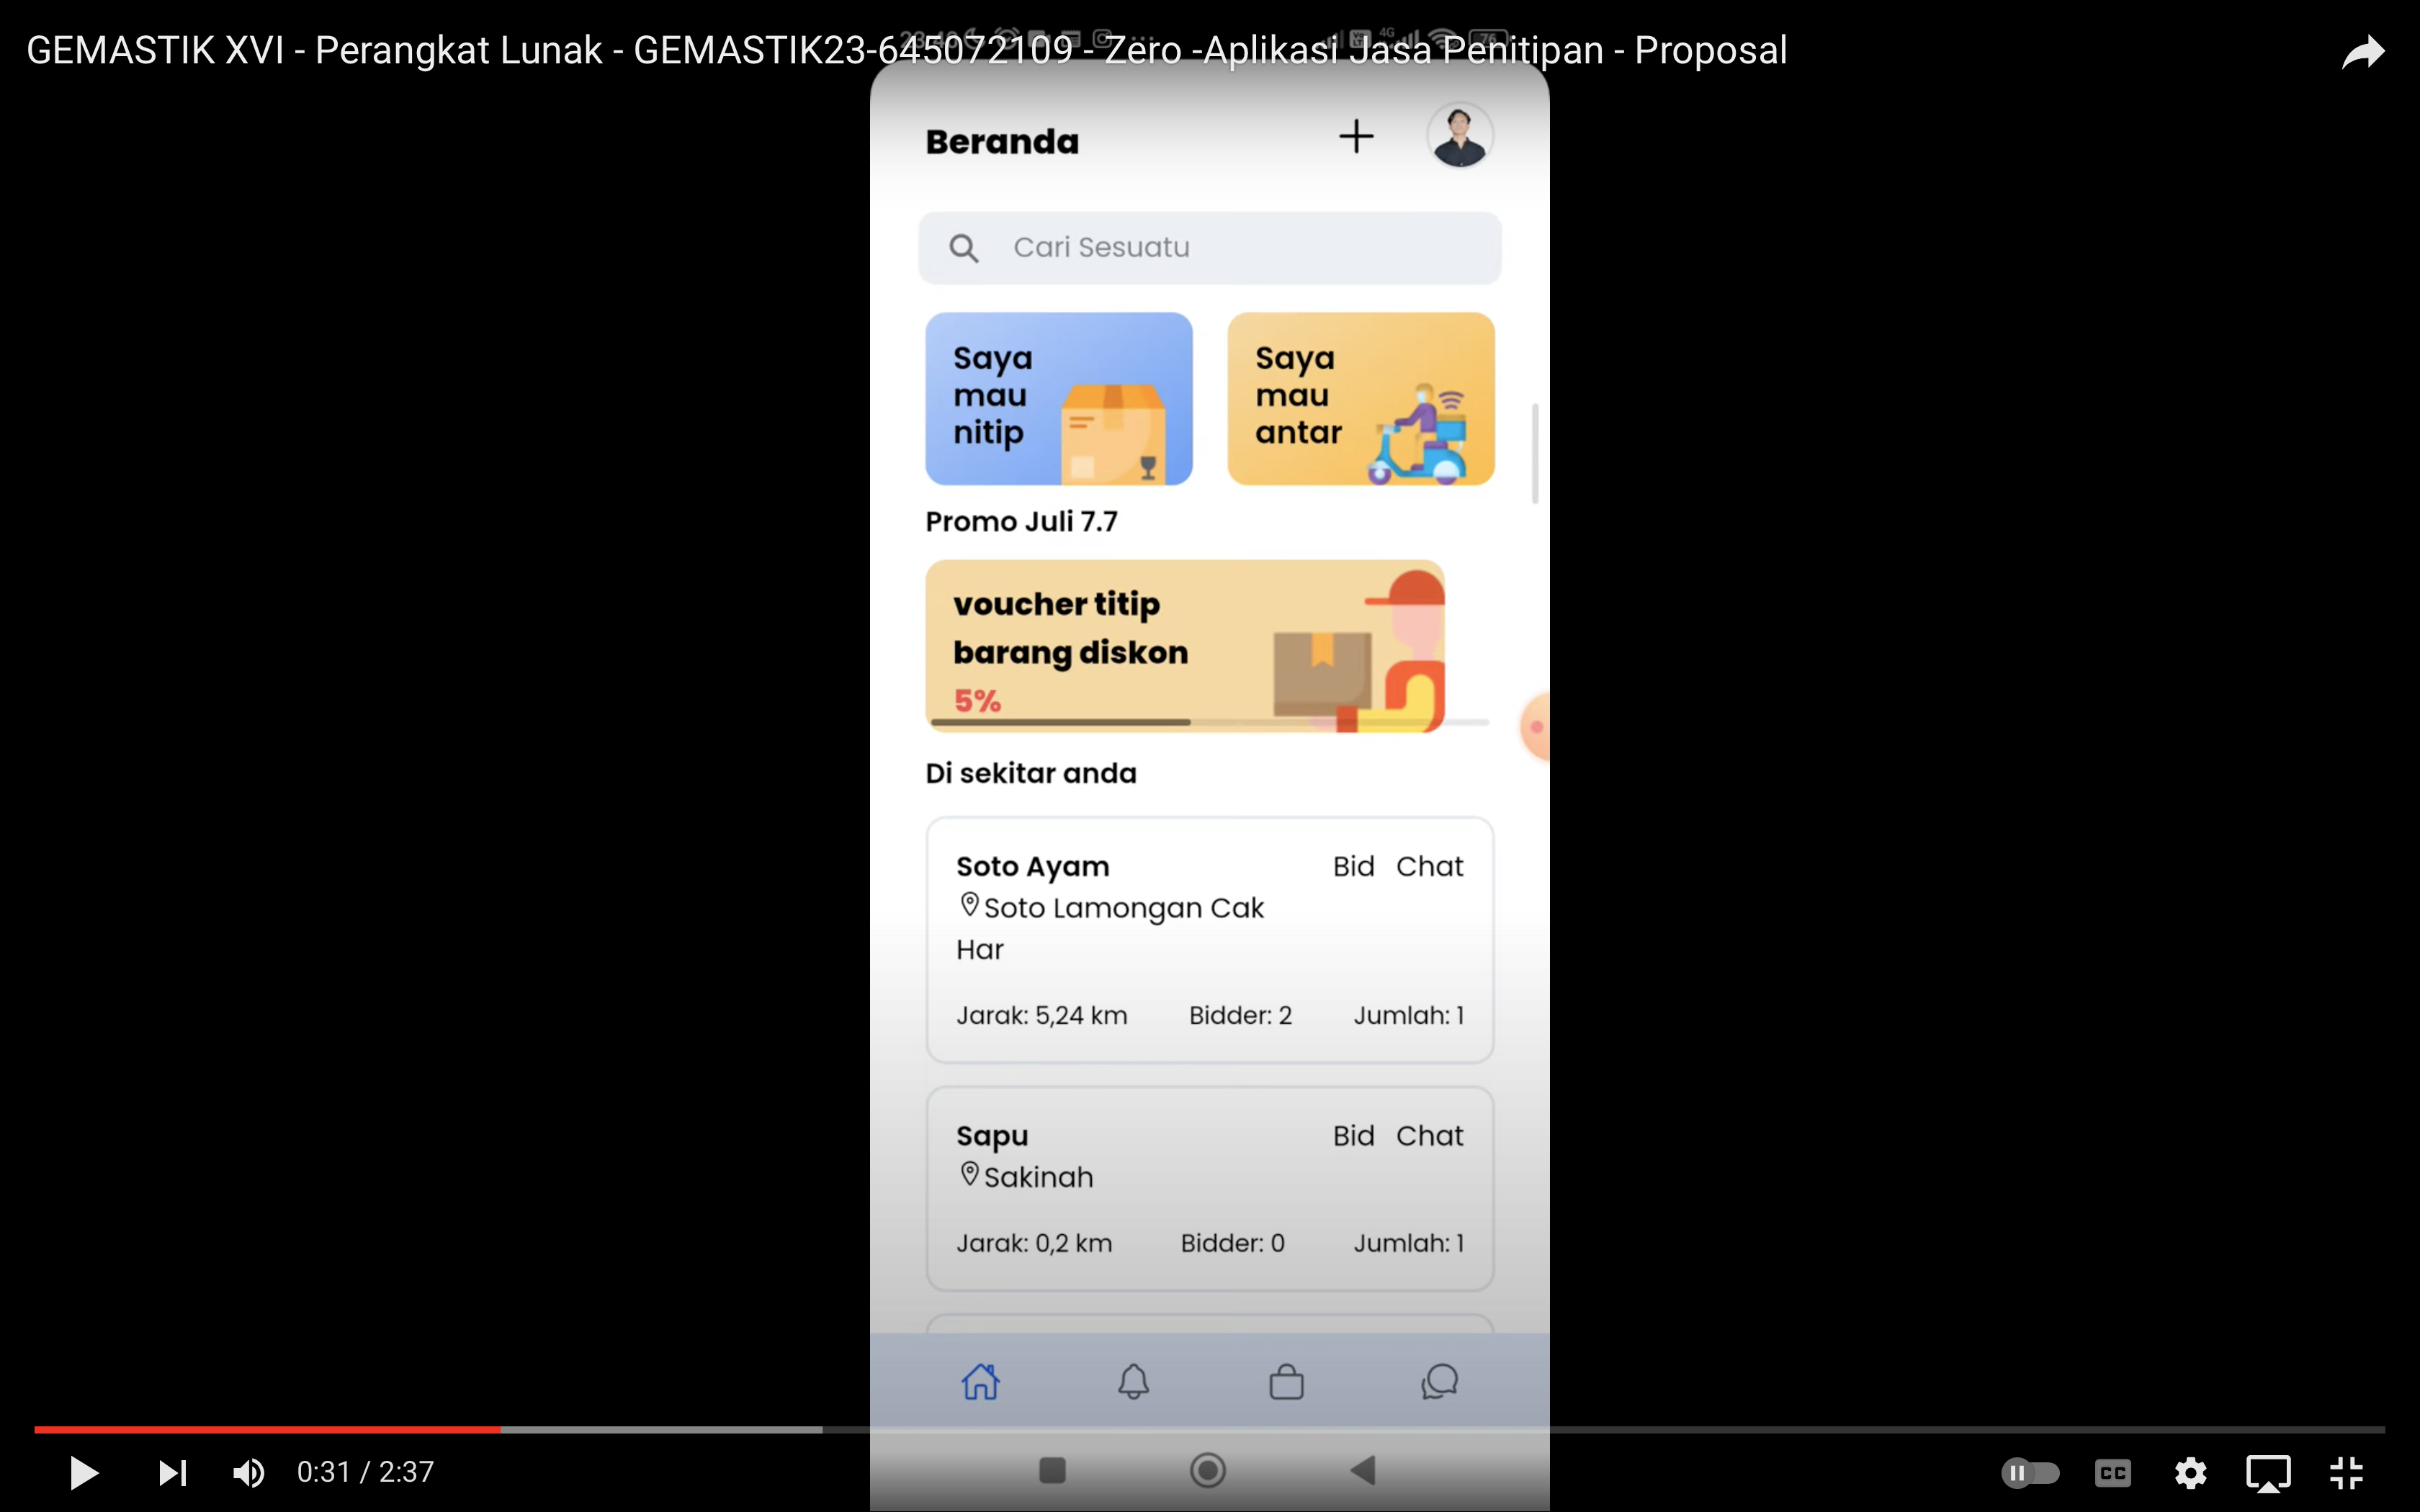 GEMASTIK XVI - Perangkat Lunak - GEMASTIK23-645072109 - Zero -Aplikasi Jasa Penitipan - Proposal
4G
76
Beranda
Cari Sesuatu
Saya
mau
nitip
Saya
mau
antar
Promo Juli 7.7
voucher titip
barang diskon
5%
Di sekitar anda
Soto Ayam
Bid Chat
Soto Lamongan Cak
Har
Jarak: 5,24 km Bidder: 2 Jumlah: 1
Sapu
Bid Chat
Sakinah
Jarak: 0,2 km Bidder: 0 Jumlah: 1
0:31 / 2:37
CC